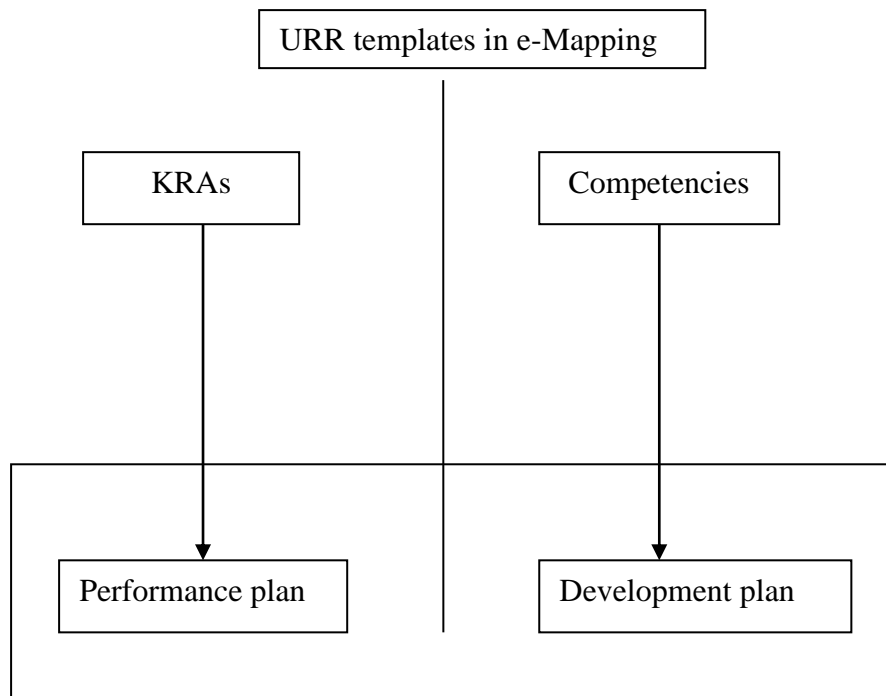 URR templates in e-Mapping
KRAs
Competencies
Performance plan
Development plan